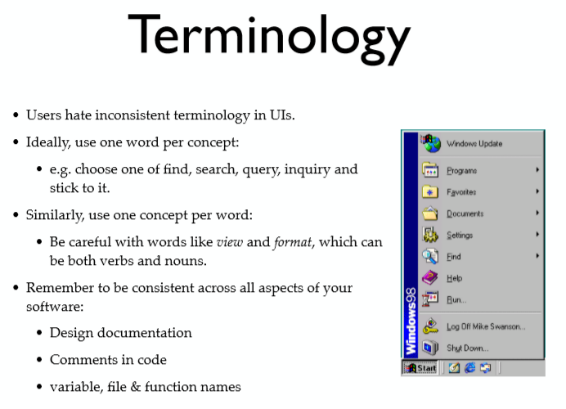 Terminology
• Users hate inconsistent terminology in UIs.
• Ideally, use one word per concept:
• e.g. choose one of find, search, query, inquiry and
stick to it.
• Similarly, use one concept per word:
• Be careful with words like view and format, which can
be both verbs and nouns.
• Remember to be consistent across all aspects of your
software:
• Design documentation
• Comments in code
• variable, file & function names
Windows Update
Programs
Favorites
Documents
Settings
Find
Help
Run...
Log Off Mike Swanson...
Shut Down...
Windows98
Start